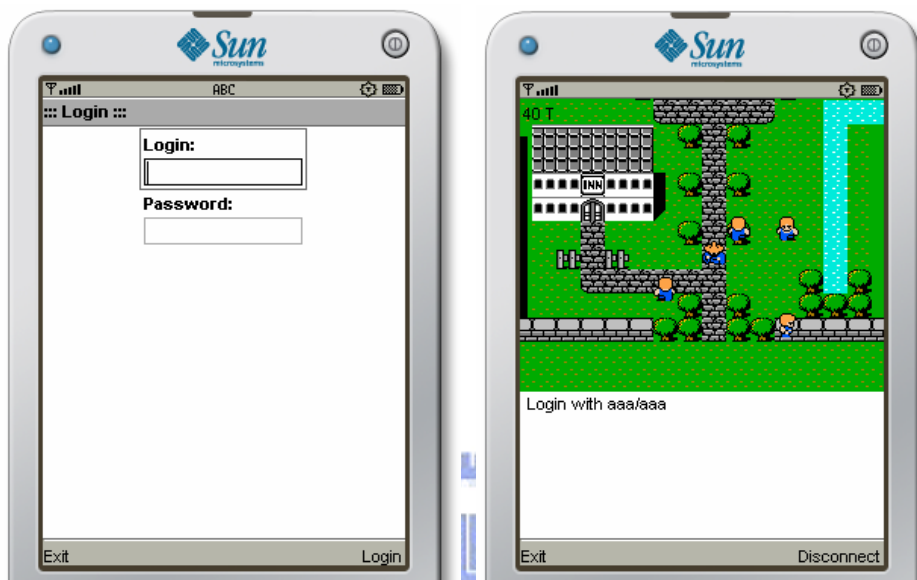 Sun
microsystems
ABC
::: Login :::
Login:
Password:
Exit
Login
Sun
microsystems
40 T
INN
Login with aaa/aaa
Exit
Disconnect